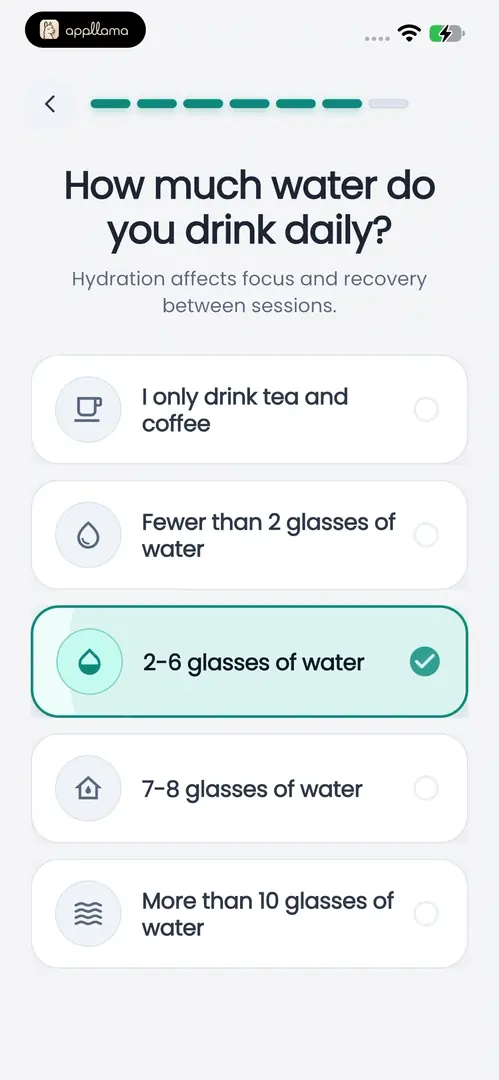 appllama
How much water do
you drink daily?
Hydration affects focus and recovery
between sessions.
I only drink tea and
coffee
Fewer than 2 glasses of
water
2-6 glasses of water
7-8 glasses of water
More than 10 glasses of
water